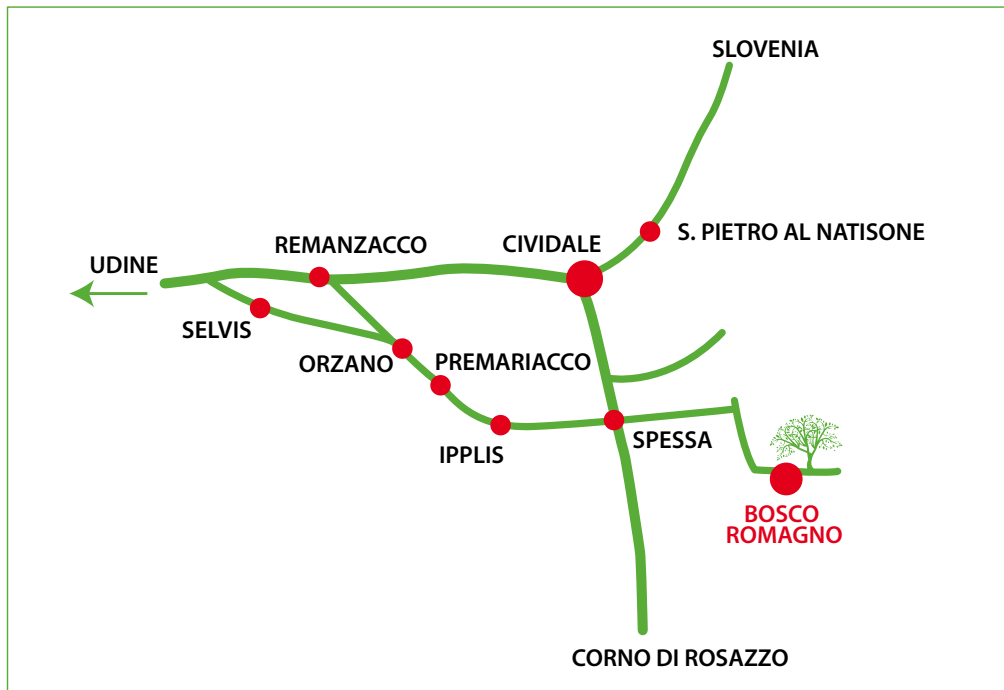 SLOVENIA
S. PIETRO AL NATISONE
CIVIDALE
REMANZACCO
UDINE
SELVIS
ORZANO
PREMARIACCO
IPPLIS
SPESSA
BOSCO
ROMAGNO
CORNO DI ROSAZZO